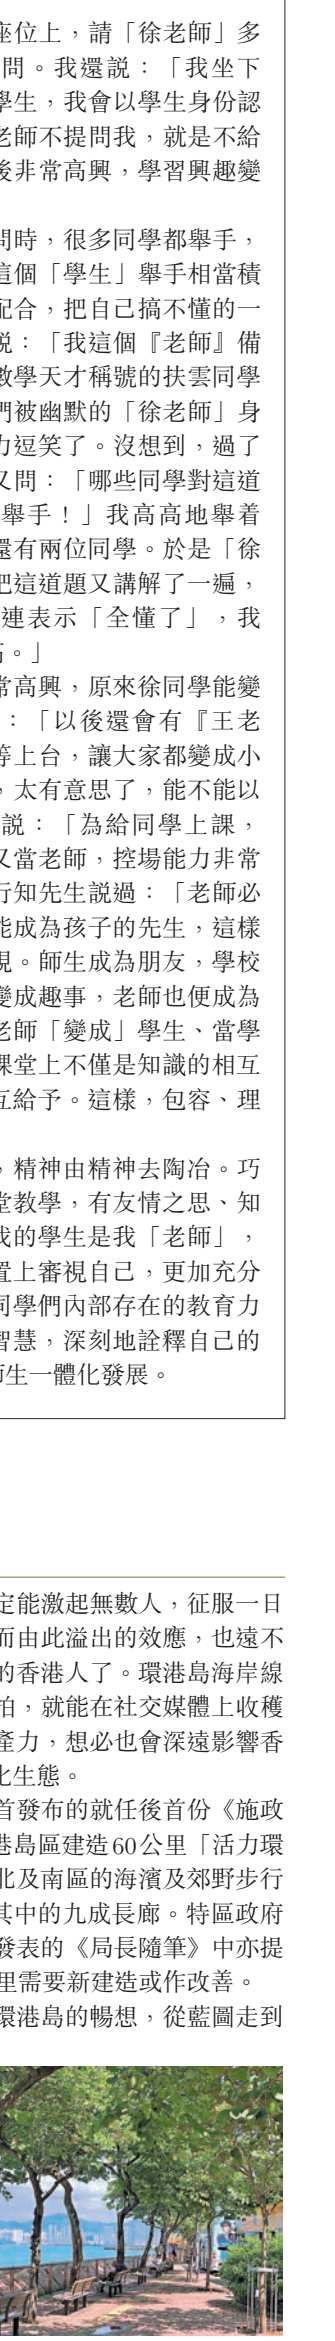 座位上，請「徐老師」多
問。我還説：「我坐下
學生，我會以學生身份認
老師不提問我，就是不給
後非常高興，學習興趣變
問時，很多同學都舉手，
這個「學生」舉手相當積
配合，把自己搞不懂的一
説：「我這個『老師』備
數學天才稱號的扶雲同學
們被幽默的「徐老師」身
力逗笑了。沒想到，過了
又問：「哪些同學對這道
舉手！」我高高地舉着
還有兩位同學。於是「徐
把這道題又講解了一遍，
連表示「全懂了」，我
高。」
常高興，原來徐同學能變
：「以後還會有『王老
等上台，讓大家都變成小
，太有意思了，能不能以
説：「為給同學上課，
又當老師，控場能力非常
行知先生説過：「老師必
能成為孩子的先生，這樣
現。師生成為朋友，學校
變成趣事，老師也便成為
老師「變成」學生、當學
課堂上不僅是知識的相互
互給予。這樣，包容、理
，精神由精神去陶冶。巧
堂教學，有友情之思、知
我的學生是我「老師」，
置上審視自己，更加充分
同學們內部存在的教育力
智慧，深刻地詮釋自己的
師生一體化發展。
定能激起無數人，征服一日
而由此溢出的效應，也遠不
的香港人了。環港島海岸線
拍，就能在社交媒體上收穫
產力，想必也會深遠影響香
化生態。
首發布的就任後首份《施政
港島區建造60公里「活力環
北及南區的海濱及郊野步行
其中的九成長廊。特區政府
發表的《局長隨筆》中亦提
里需要新建造或作改善。
環港島的暢想，從藍圖走到